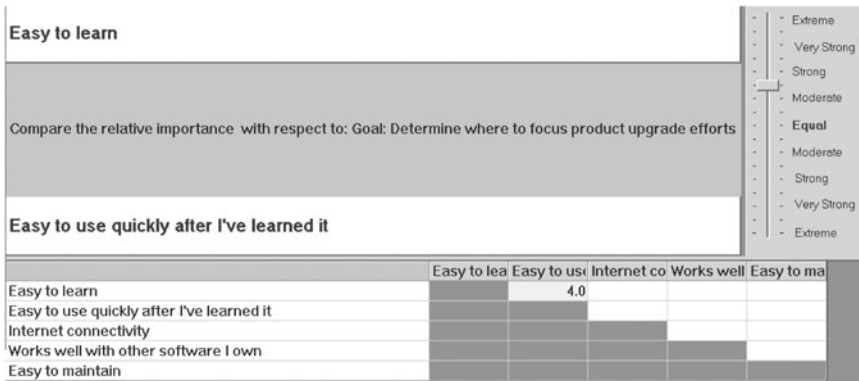 Easy to learn
Extreme
Very Strong
Strong
Moderate
Equal
Moderate
Strong
Very Strong
Extreme
Compare the relative importance with respect to: Goal: Determine where to focus product upgrade efforts
Easy to use quickly after I've learned it
Easy to lea Easy to use Internet co Works well Easy to ma
Easy to learn 4.0
Easy to use quickly after I've learned it
Internet connectivity
Works well with other software I own
Easy to maintain